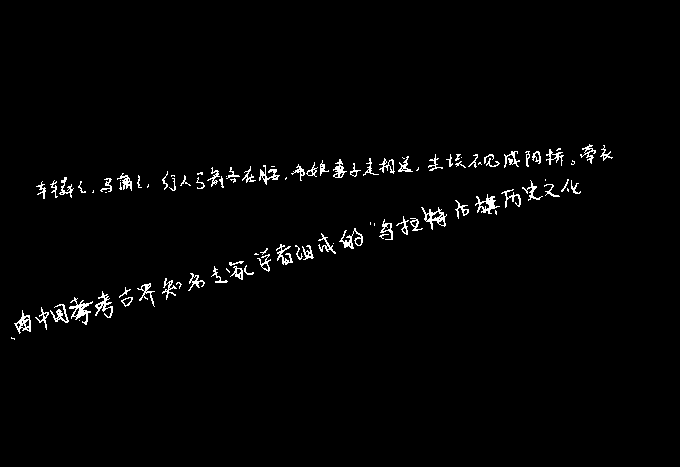 车辚辚,马萧萧,行人弓箭各在腰,爷娘妻子走相送,尘埃不见咸阳桥。牵衣
由中国考古界知名专家学者组成的"乌拉特古旗历史文化